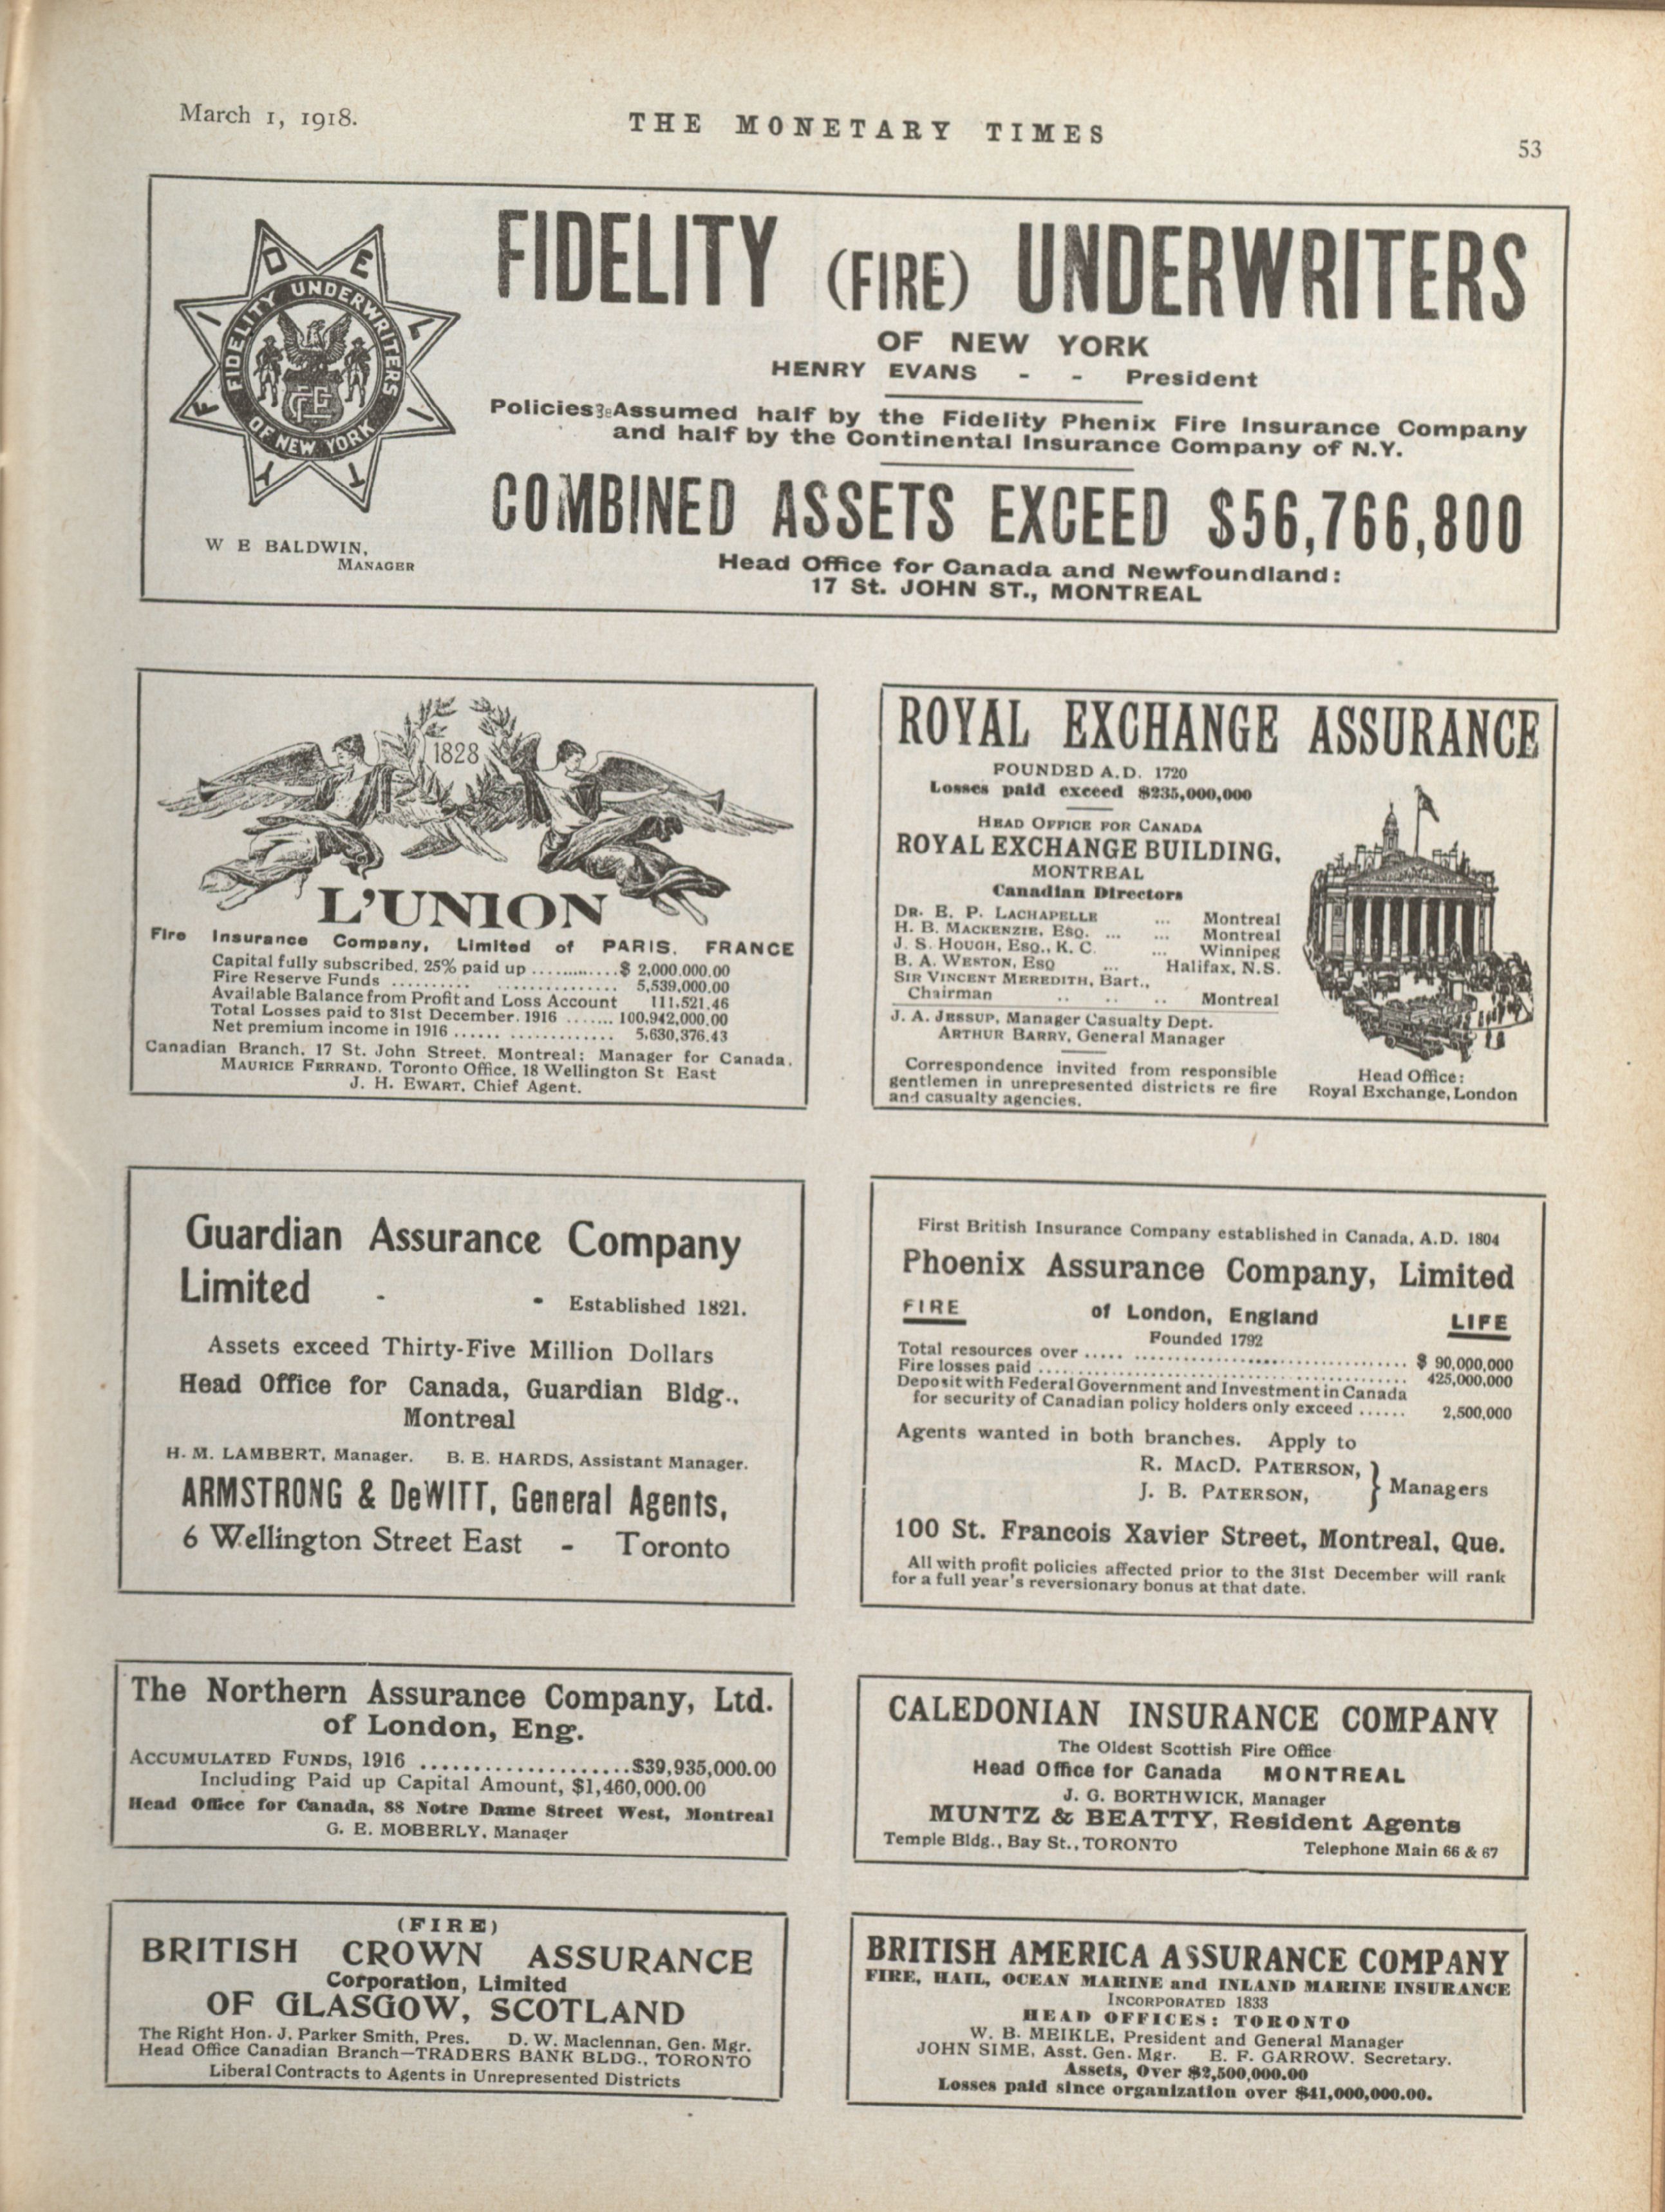 March 1, 1918.
THE MONETARY TIMES
53
FIDELITY
FIDELITY UNDERWRITERS
OF NEW YORK
W E BALDWIN,
MANAGER
FIDELITY (FIRE) UNDERWRITERS
OF NEW YORK
HENRY EVANS - - President
Policies Assumed half by the Fidelity Phenix Fire Insurance Company
and half by the Continental Insurance Company of N.Y.
COMBINED ASSETS EXCEED $56,766,800
Head Office for Canada and Newfoundland:
17 St. JOHN ST., MONTREAL
1828
L'UNION
Fire Insurance Company, Limited of PARIS, FRANCE
Capital fully subscribed, 25% paid up ............$ 2,000.000.00
Fire Reserve Funds .......... ............... 5,539,000.00
Available Balance from Profit and Loss Account 111,521.46
Total Losses paid to 31st December, 1916 ....... 100,942,000.00
Net premium income in 1916 ...... ............. 5,630,376.43
Canadian Branch, 17 St. John Street, Montreal; Manager for Canada,
MAURICE FERRAND. Toronto Office, 18 Wellington St East
J. H. EWART, Chief Agent.
ROYAL EXCHANGE ASSURANCE
FOUNDED A.D. 1720
Losses paid exceed $235,000,000
HEAD OFFICE FOR CANADA
ROYAL EXCHANGE BUILDING,
MONTREAL
Canadian Directors
DR. E. P. LACHAPELLE ... Montreal
H. B. MACKENZIE, ESQ. ... ... Montreal
J. S. HOUGH, ESQ., K. C. ... Winnipeg
B. A. WESTON, ESQ ... Halifax, N.S.
SIR VINCENT MEREDITH, Bart.,
Chairman .. .. .. Montreal
J. A. JESSUP, Manager Casualty Dept.
ARTHUR BARRY, General Manager
Correspondence invited from responsible
gentlemen in unrepresented districts re fire
and casualty agencies.
Head Office:
Royal Exchange, London
Guardian Assurance Company
Limited - - Established 1821.
Assets exceed Thirty-Five Million Dollars
Head Office for Canada, Guardian Bldg.,
Montreal
H. M. LAMBERT, Manager. B. E. HARDS, Assistant Manager.
ARMSTRONG & DeWITT, General Agents,
6 Wellington Street East - Toronto
First British Insurance Company established in Canada, A.D. 1804
Phoenix Assurance Company, Limited
FIRE of London, England LIFE
Founded 1792
Total resources over ..... ...................................... $ 90,000,000
Fire losses paid .................................................. 425,000,000
Deposit with Federal Government and Investment in Canada
for security of Canadian policy holders only exceed ...... 2,500,000
Agents wanted in both branches. Apply to
R. MACD. PATERSON,
J. B. PATERSON, } Managers
100 St. Francois Xavier Street, Montreal, Que.
All with profit policies affected prior to the 31st December will rank
for a full year's reversionary bonus at that date.
The Northern Assurance Company, Ltd.
of London, Eng.
ACCUMULATED FUNDS, 1916 .....................$39,935,000.00
Including Paid up Capital Amount, $1,460,000.00
Head Office for Canada, 88 Notre Dame Street West, Montreal
G. E. MOBERLY, Manager
CALEDONIAN INSURANCE COMPANY
The Oldest Scottish Fire Office
Head Office for Canada MONTREAL
J. G. BORTHWICK, Manager
MUNTZ & BEATTY, Resident Agents
Temple Bldg., Bay St., TORONTO Telephone Main 66 & 67
(FIRE)
BRITISH CROWN ASSURANCE
Corporation, Limited
OF GLASGOW, SCOTLAND
The Right Hon. J. Parker Smith, Pres. D. W. Maclennan, Gen. Mgr.
Head Office Canadian Branch—TRADERS BANK BLDG., TORONTO
Liberal Contracts to Agents in Unrepresented Districts
BRITISH AMERICA ASSURANCE COMPANY
FIRE, HAIL, OCEAN MARINE and INLAND MARINE INSURANCE
INCORPORATED 1833
HEAD OFFICES: TORONTO
W. B. MEIKLE, President and General Manager
JOHN SIME, Asst. Gen. Mgr. E. F. GARROW, Secretary.
Assets, Over $2,500,000.00
Losses paid since organization over $41,000,000.00.